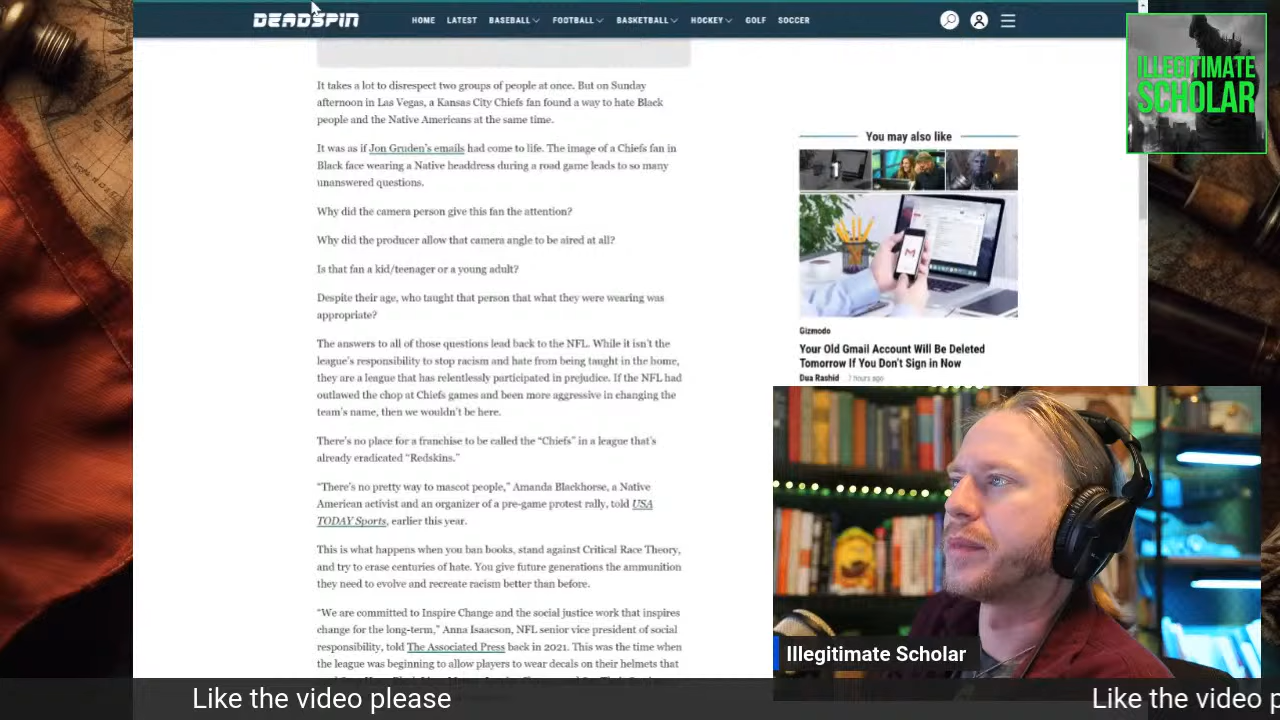 DEADSPIN
HOME LATEST BASEBALL FOOTBALL BASKETBALL HOCKEY GOLF SOCCER
ILLEGITIMATE
SCHOLAR
It takes a lot to disrespect two groups of people at once. But on Sunday
afternoon in Las Vegas, a Kansas City Chiefs fan found a way to hate Black
people and the Native Americans at the same time.
It was as if Jon Gruden's emails had come to life. The image of a Chiefs fan in
Black face wearing a Native headdress during a road game leads to so many
unanswered questions.
Why did the camera person give this fan the attention?
Why did the producer allow that camera angle to be aired at all?
Is that fan a kid/teenager or a young adult?
Despite their age, who taught that person that what they were wearing was
appropriate?
The answers to all of those questions lead back to the NFL. While it isn't the
league's responsibility to stop racism and hate from being taught in the home,
they are a league that has relentlessly participated in prejudice. If the NFL had
outlawed the chop at Chiefs games and been more aggressive in changing the
team's name, then we wouldn't be here.
There's no place for a franchise to be called the “Chiefs” in a league that's
already eradicated “Redskins.”
“There's no pretty way to mascot people,” Amanda Blackhorse, a Native
American activist and an organizer of a pre-game protest rally, told USA
TODAY Sports, earlier this year.
This is what happens when you ban books, stand against Critical Race Theory,
and try to erase centuries of hate. You give future generations the ammunition
they need to evolve and recreate racism better than before.
“We are committed to Inspire Change and the social justice work that inspires
change for the long-term,” Anna Isaacson, NFL senior vice president of social
responsibility, told The Associated Press back in 2021. This was the time when
the league was beginning to allow players to wear decals on their helmets that
You may also like
Gizmodo
Your Old Gmail Account Will Be Deleted
Tomorrow If You Don't Sign in Now
Dua Rashid 7 hours ago
Illegitimate Scholar
Like the video please
Like the video p